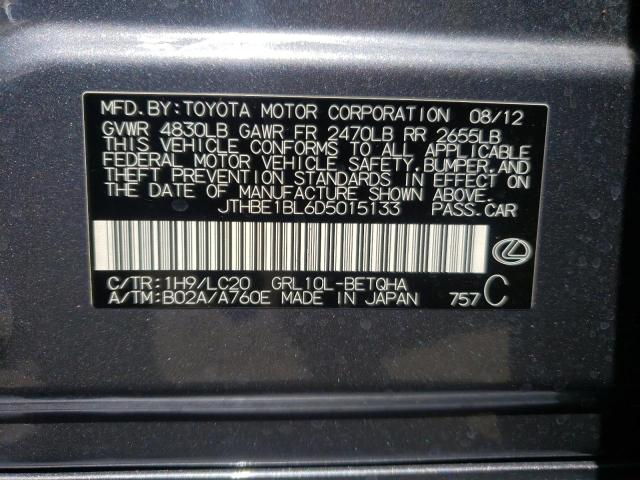 MFD. BY: TOYOTA MOTOR CORPORATION 08/12
GVWR 4830LB GAWR FR 2470LB RR 2655LB
THIS VEHICLE CONFORMS TO ALL APPLICABLE
FEDERAL MOTOR VEHICLE SAFETY, BUMPER, AND
THEFT PREVENTION STANDARDS IN EFFECT ON
THE DATE OF MANUFACTURE SHOWN ABOVE.
JTHBE1BL6D5015133 PASS. CAR
C/TR: 1H9/LC20 GRL10L-BETQHA
A/TM: B02A/A760E MADE IN JAPAN 757 C